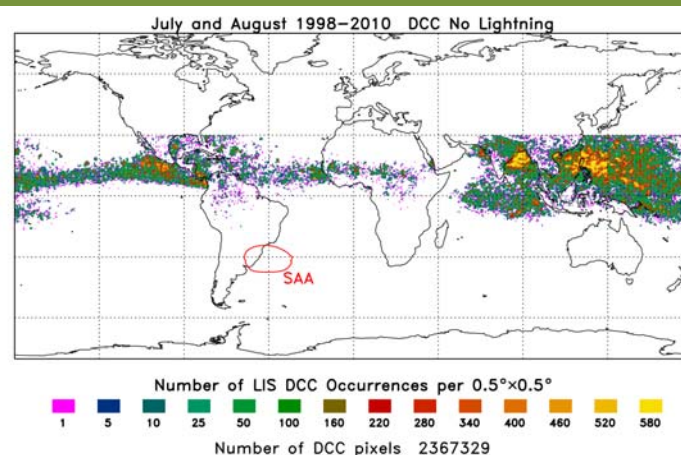 July and August 1998-2010 DCC No Lightning
SAA
Number of LIS DCC Occurrences per 0.5°×0.5°
1 5 10 25 50 100 160 220 280 340 400 460 520 580
Number of DCC pixels 2367329